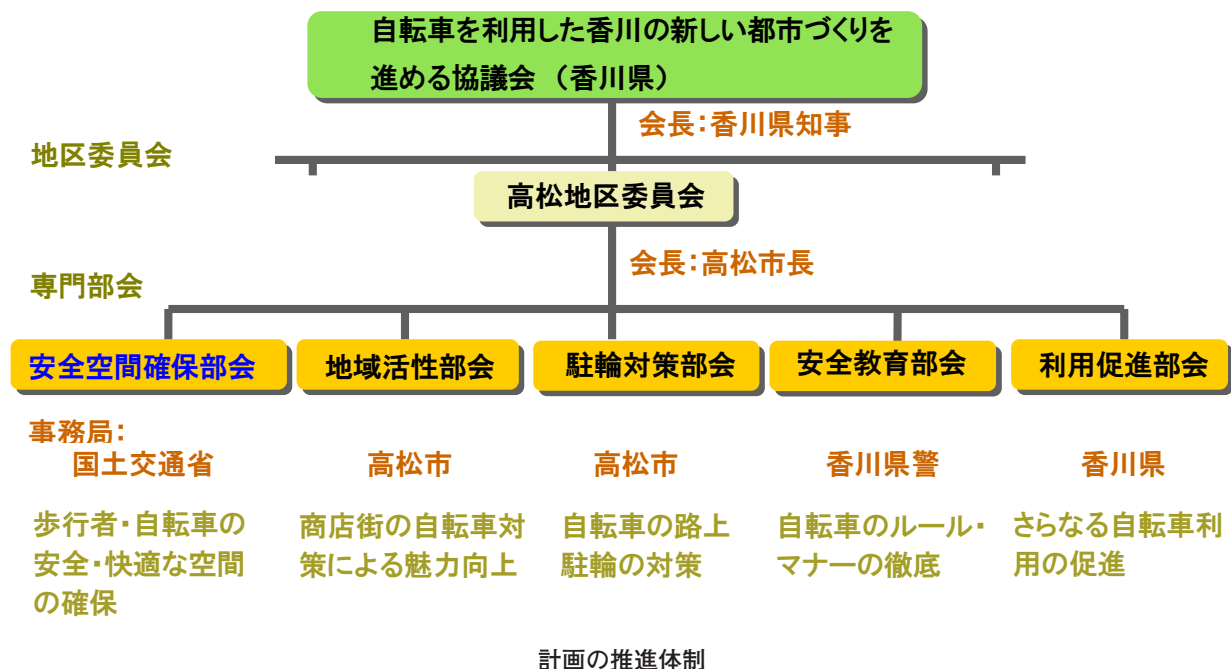 自転車を利用した香川の新しい都市づくりを
進める協議会 （香川県）
会長：香川県知事
地区委員会
高松地区委員会
会長：高松市長
専門部会
安全空間確保部会
地域活性部会
駐輪対策部会
安全教育部会
利用促進部会
事務局：
国土交通省
高松市
高松市
香川県警
香川県
歩行者・自転車の
安全・快適な空間
の確保
商店街の自転車対
策による魅力向上
自転車の路上
駐輪の対策
自転車のルール・
マナーの徹底
さらなる自転車利
用の促進
計画の推進体制